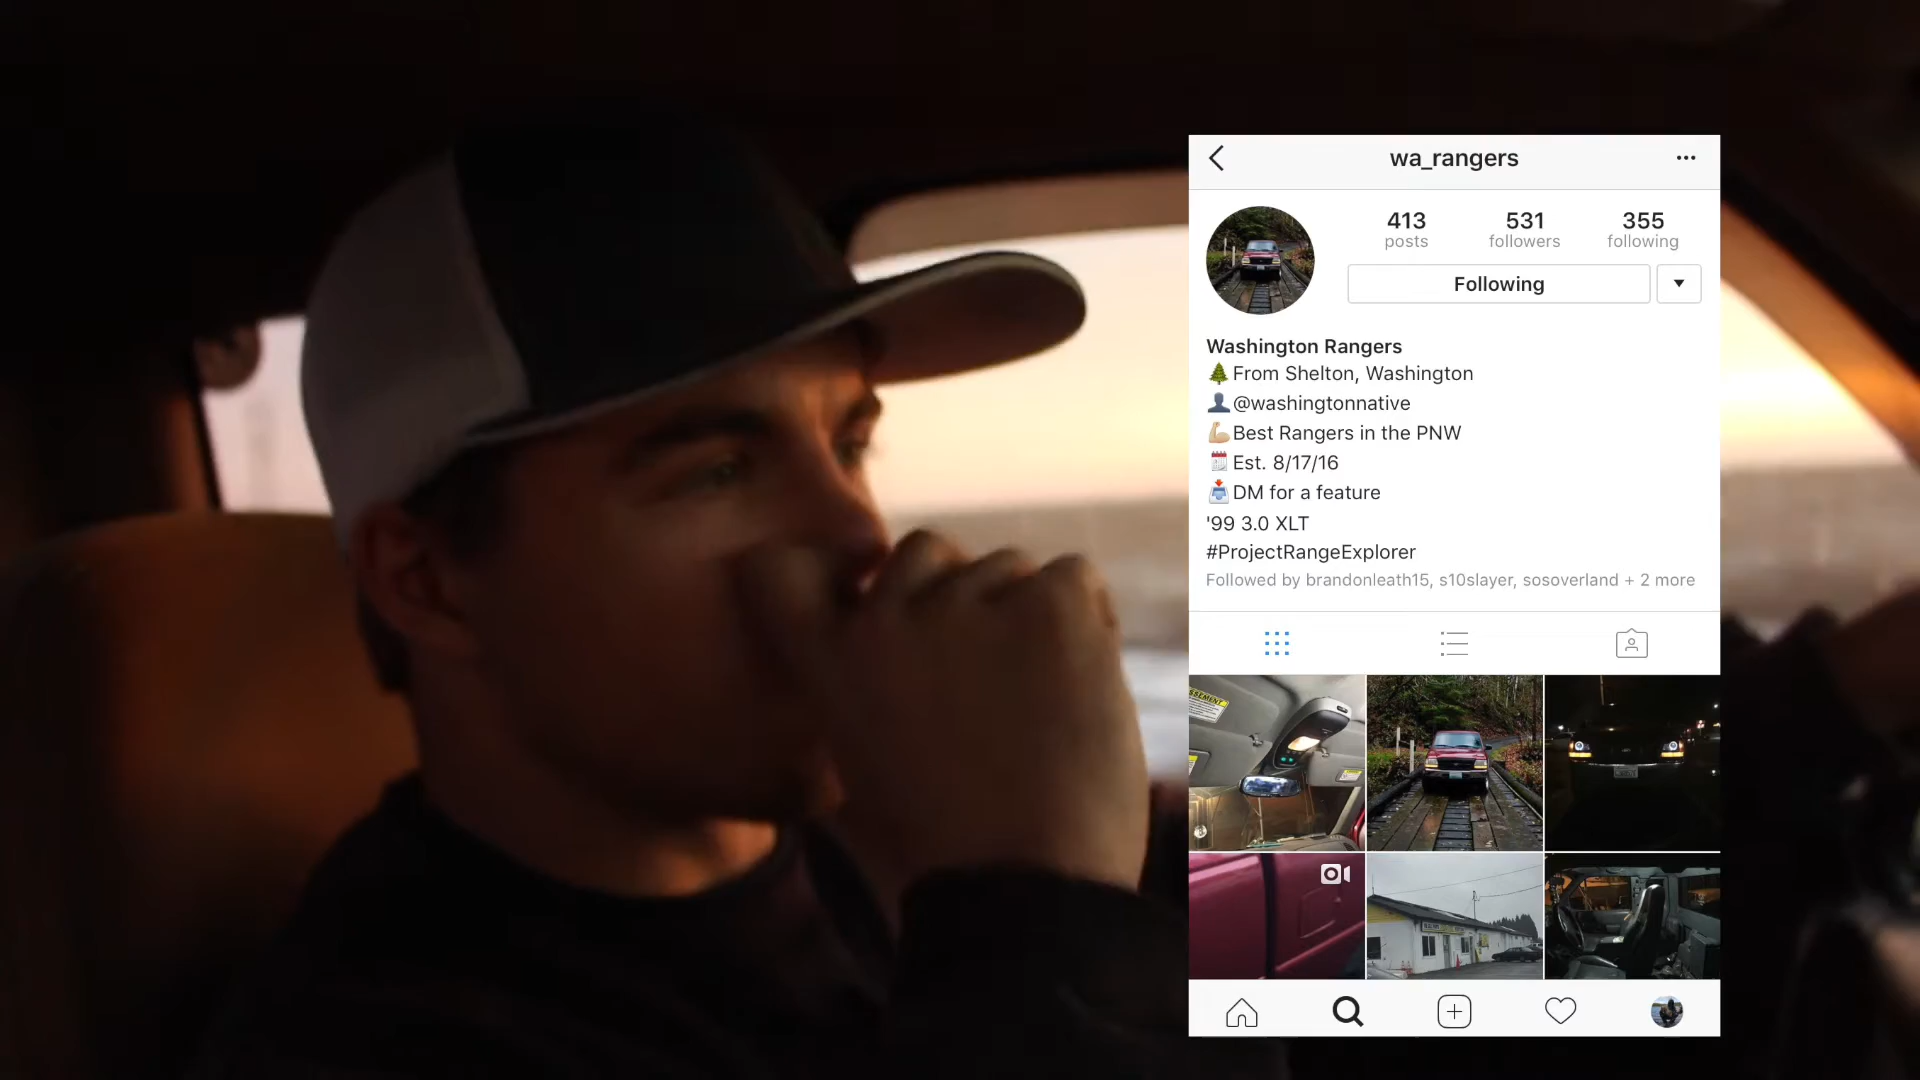 wa_rangers
413
posts
531
followers
355
following
Following
Washington Rangers
From Shelton, Washington
@washingtonnative
Best Rangers in the PNW
Est. 8/17/16
DM for a feature
'99 3.0 XLT
#ProjectRangeExplorer
Followed by brandonleath15, s10slayer, sosoverland + 2 more